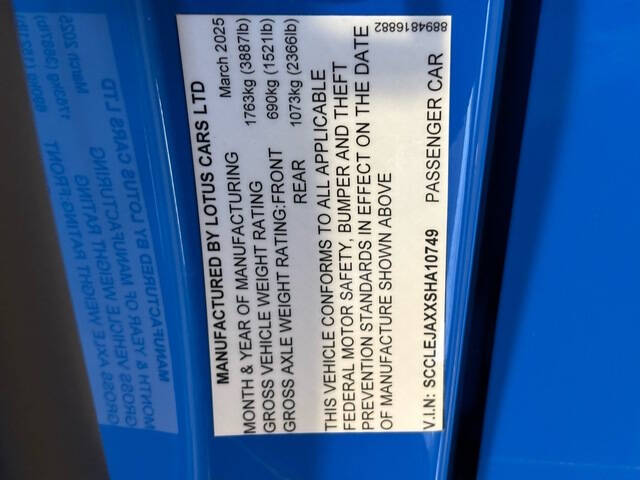 MANUFACTURED BY LOTUS CARS LTD
MONTH & YEAR OF MANUFACTURING March 2025
GROSS VEHICLE WEIGHT RATING 1763kg (3887lb)
GROSS AXLE WEIGHT RATING:FRONT 690kg (1521lb)
REAR 1073kg (2366lb)
THIS VEHICLE CONFORMS TO ALL APPLICABLE
FEDERAL MOTOR SAFETY, BUMPER AND THEFT
PREVENTION STANDARDS IN EFFECT ON THE DATE
OF MANUFACTURE SHOWN ABOVE
V.I.N: SCCLEJAXXSHA10749 PASSENGER CAR
8894816882